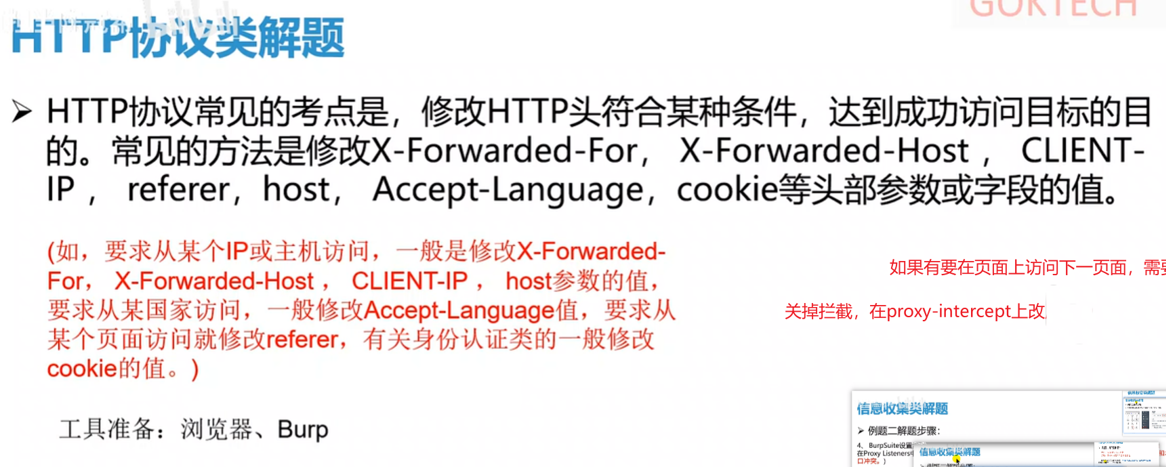 GOKTECH
HTTP协议类解题
➢ HTTP协议常见的考点是，修改HTTP头符合某种条件，达到成功访问目标的目
的。常见的方法是修改X-Forwarded-For， X-Forwarded-Host ， CLIENT-
IP ， referer，host， Accept-Language，cookie等头部参数或字段的值。
(如，要求从某个IP或主机访问，一般是修改X-Forwarded-
For， X-Forwarded-Host ， CLIENT-IP ， host参数的值，
要求从某国家访问，一般修改Accept-Language值，要求从
某个页面访问就修改referer，有关身份认证类的一般修改
cookie的值。)
如果有要在页面上访问下一页面，需要
关掉拦截，在proxy-intercept上改
工具准备：浏览器、Burp
信息收集类解题
➢ 例题二解题步骤：
4、 BurpSuite设置
在Proxy Listeners
口冲突。)
信息收集类解题